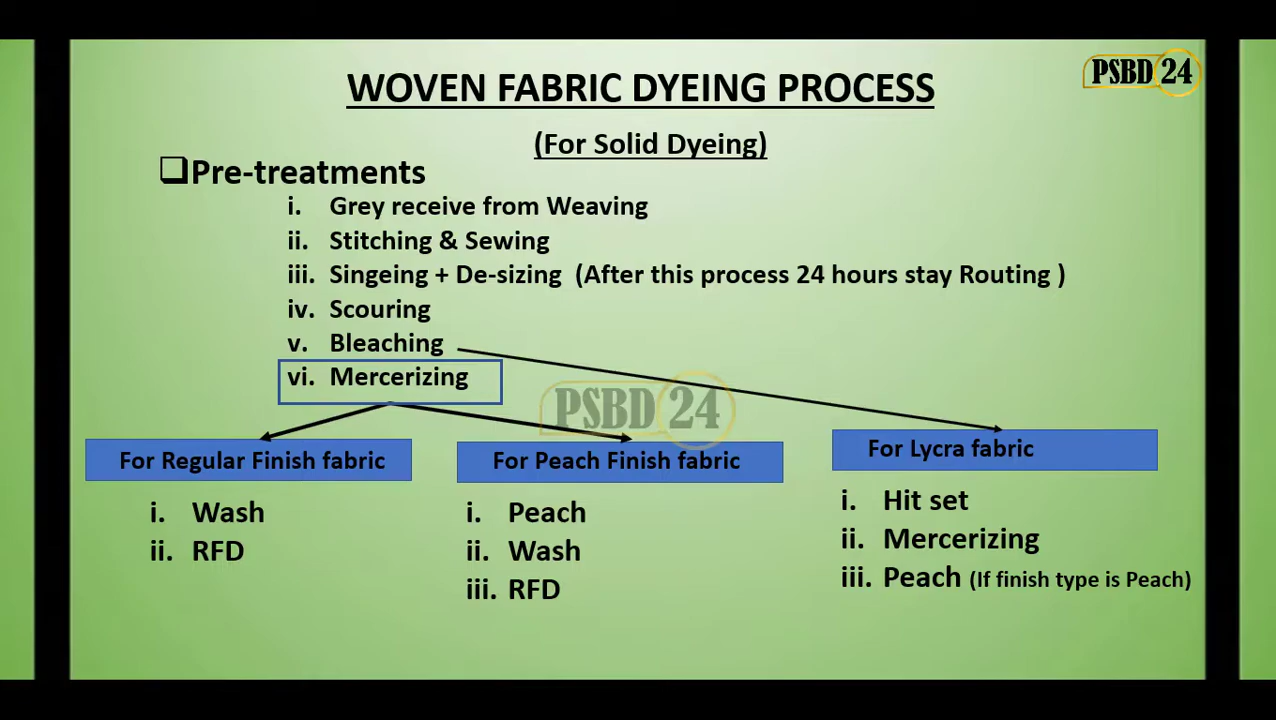 PSBD 24
WOVEN FABRIC DYEING PROCESS
(For Solid Dyeing)
Pre-treatments
i. Grey receive from Weaving
ii. Stitching & Sewing
iii. Singeing + De-sizing (After this process 24 hours stay Routing )
iv. Scouring
v. Bleaching
vi. Mercerizing
PSBD 24
For Regular Finish fabric
i. Wash
ii. RFD
For Peach Finish fabric
i. Peach
ii. Wash
iii. RFD
For Lycra fabric
i. Hit set
ii. Mercerizing
iii. Peach (If finish type is Peach)